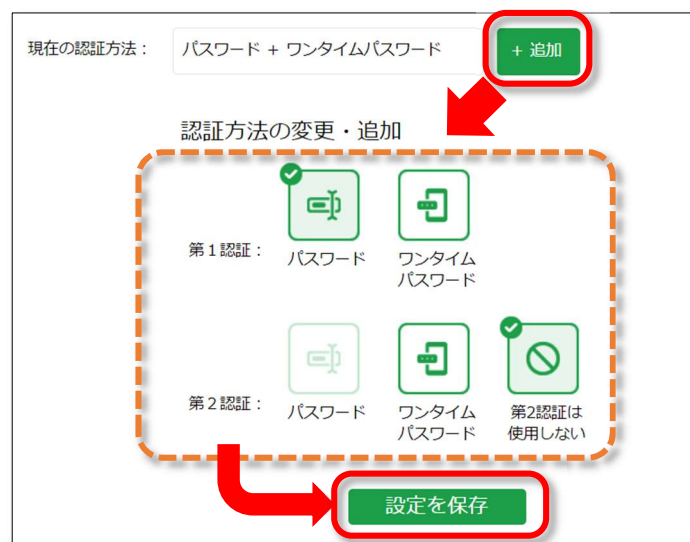 現在の認証方法： パスワード + ワンタイムパスワード + 追加
認証方法の変更・追加
第１認証： パスワード ワンタイム
パスワード
第２認証： パスワード ワンタイム 第2認証は
パスワード 使用しない
設定を保存